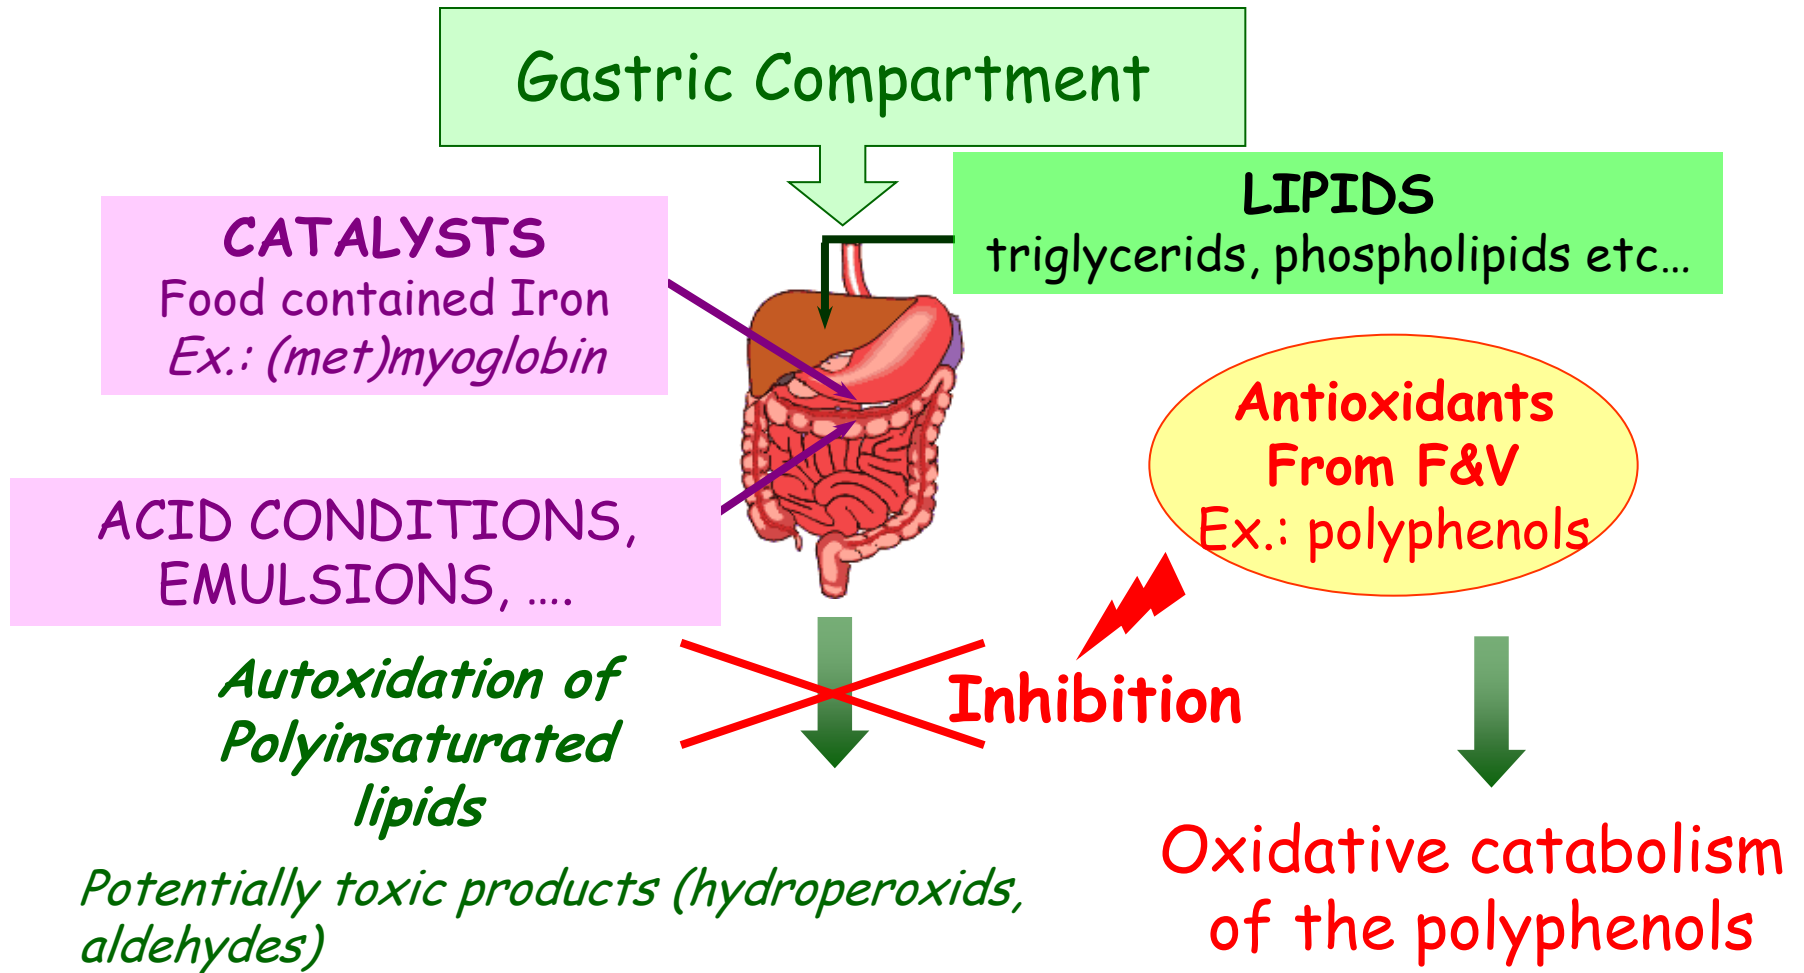 Gastric Compartment
LIPIDS
triglycerids, phospholipids etc…
CATALYSTS
Food contained Iron
Ex.: (met)myoglobin
Antioxidants
From F&V
Ex.: polyphenols
ACID CONDITIONS,
EMULSIONS, ….
Autoxidation of
Polyinsaturated
lipids
Inhibition
Potentially toxic products (hydroperoxids,
aldehydes)
Oxidative catabolism
of the polyphenols